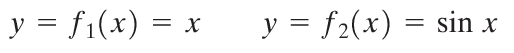 y = f₁(x) = x y = f₂(x) = sin x